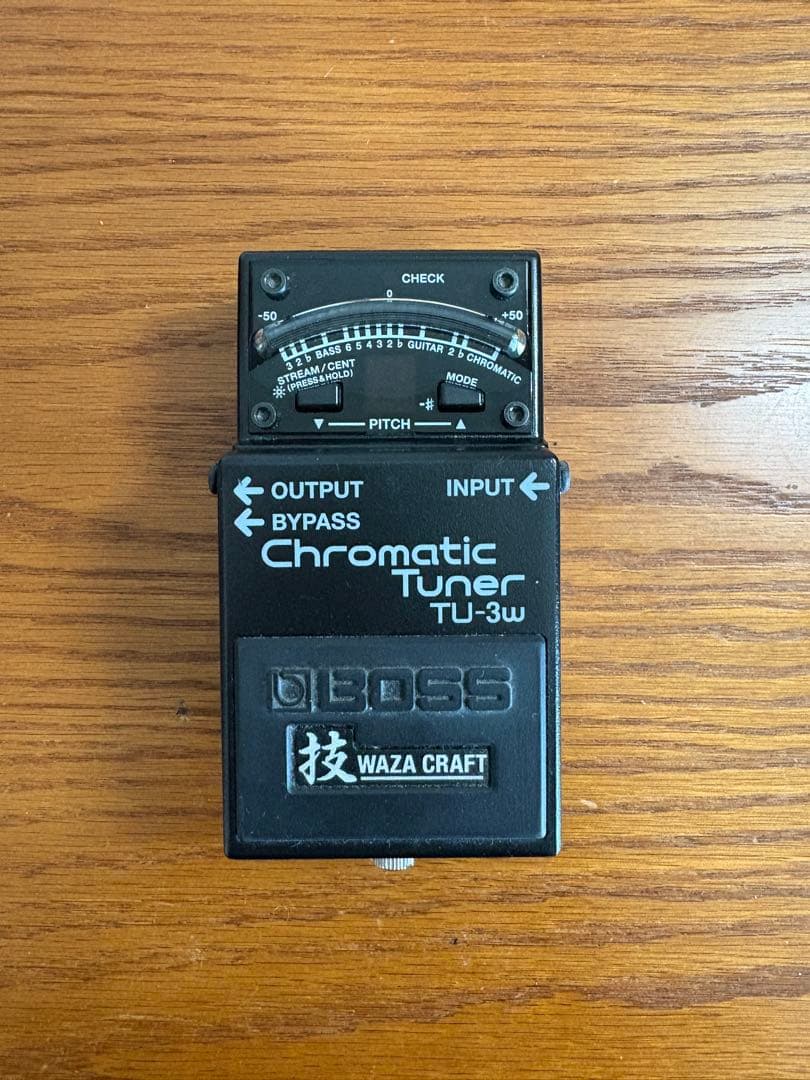 CHECK
0
-50 +50
3 2 ♭ BASS 6 5 4 3 2 ♭ GUITAR 2 ♭ CHROMATIC
STREAM/CENT
(PRESS&HOLD)
MODE
-♯
▼ PITCH ▲
← OUTPUT INPUT ←
← BYPASS
Chromatic
Tuner
TU-3w
BOSS
技 WAZA CRAFT